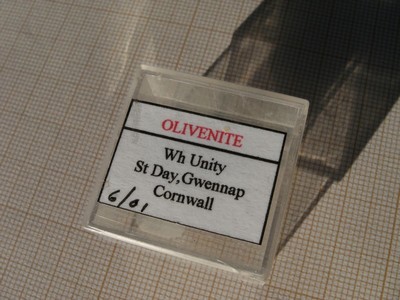 OLIVENITE
Wh Unity
St Day, Gwennap
Cornwall
6/01